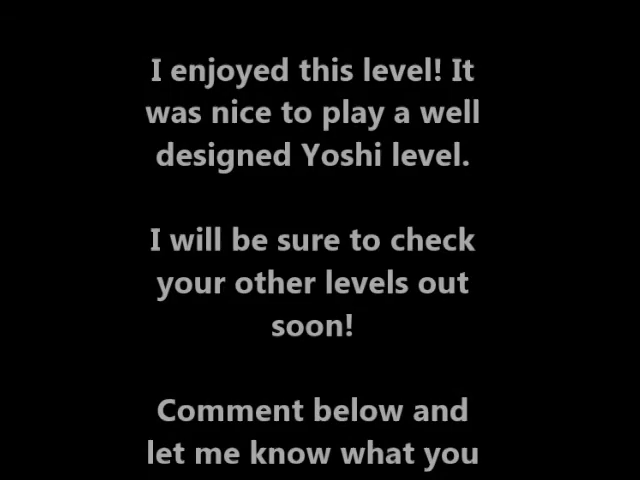 I enjoyed this level! It
was nice to play a well
designed Yoshi level.
I will be sure to check
your other levels out
soon!
Comment below and
let me know what you